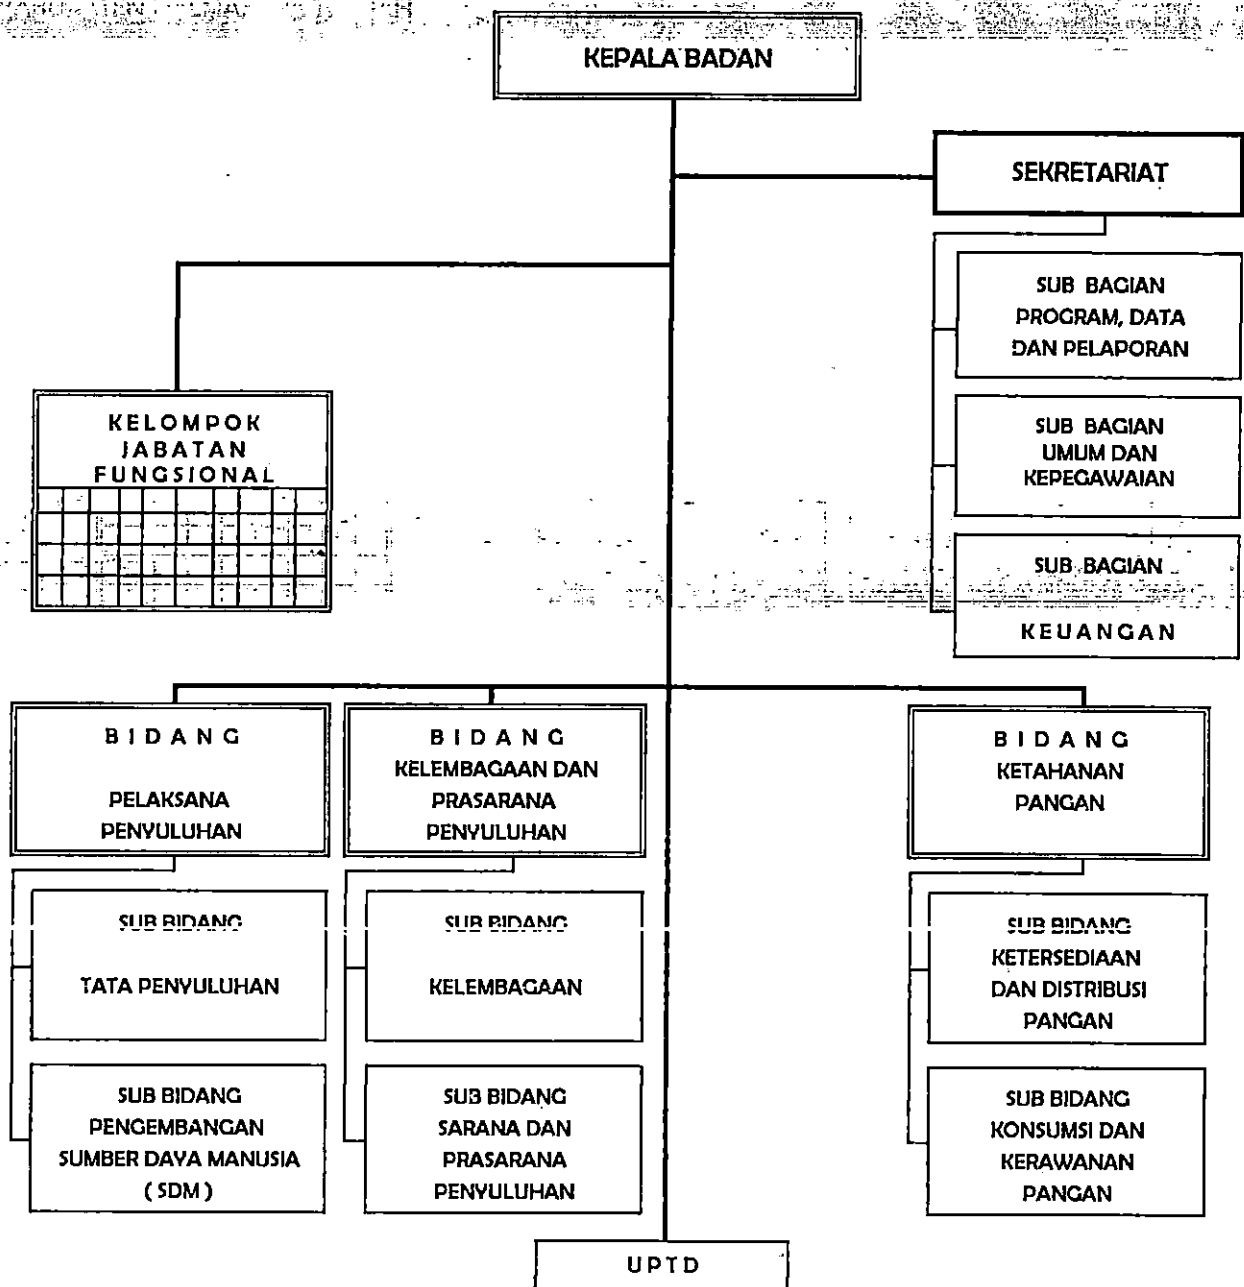 KEPALA BADAN
SEKRETARIAT
SUB BAGIAN
PROGRAM, DATA
DAN PELAPORAN
SUB BAGIAN
UMUM DAN
KEPEGAWAIAN
SUB BAGIAN
KEUANGAN
KELOMPOK
JABATAN
FUNGSIONAL
BIDANG
PELAKSANA
PENYULUHAN
SUB BIDANG
TATA PENYULUHAN
SUB BIDANG
PENGEMBANGAN
SUMBER DAYA MANUSIA
( SDM )
BIDANG
KELEMBAGAAN DAN
PRASARANA
PENYULUHAN
SUB BIDANG
KELEMBAGAAN
SUB BIDANG
SARANA DAN
PRASARANA
PENYULUHAN
BIDANG
KETAHANAN
PANGAN
SUB BIDANG
KETERSEDIAAN
DAN DISTRIBUSI
PANGAN
SUB BIDANG
KONSUMSI DAN
KERAWANAN
PANGAN
UPTD